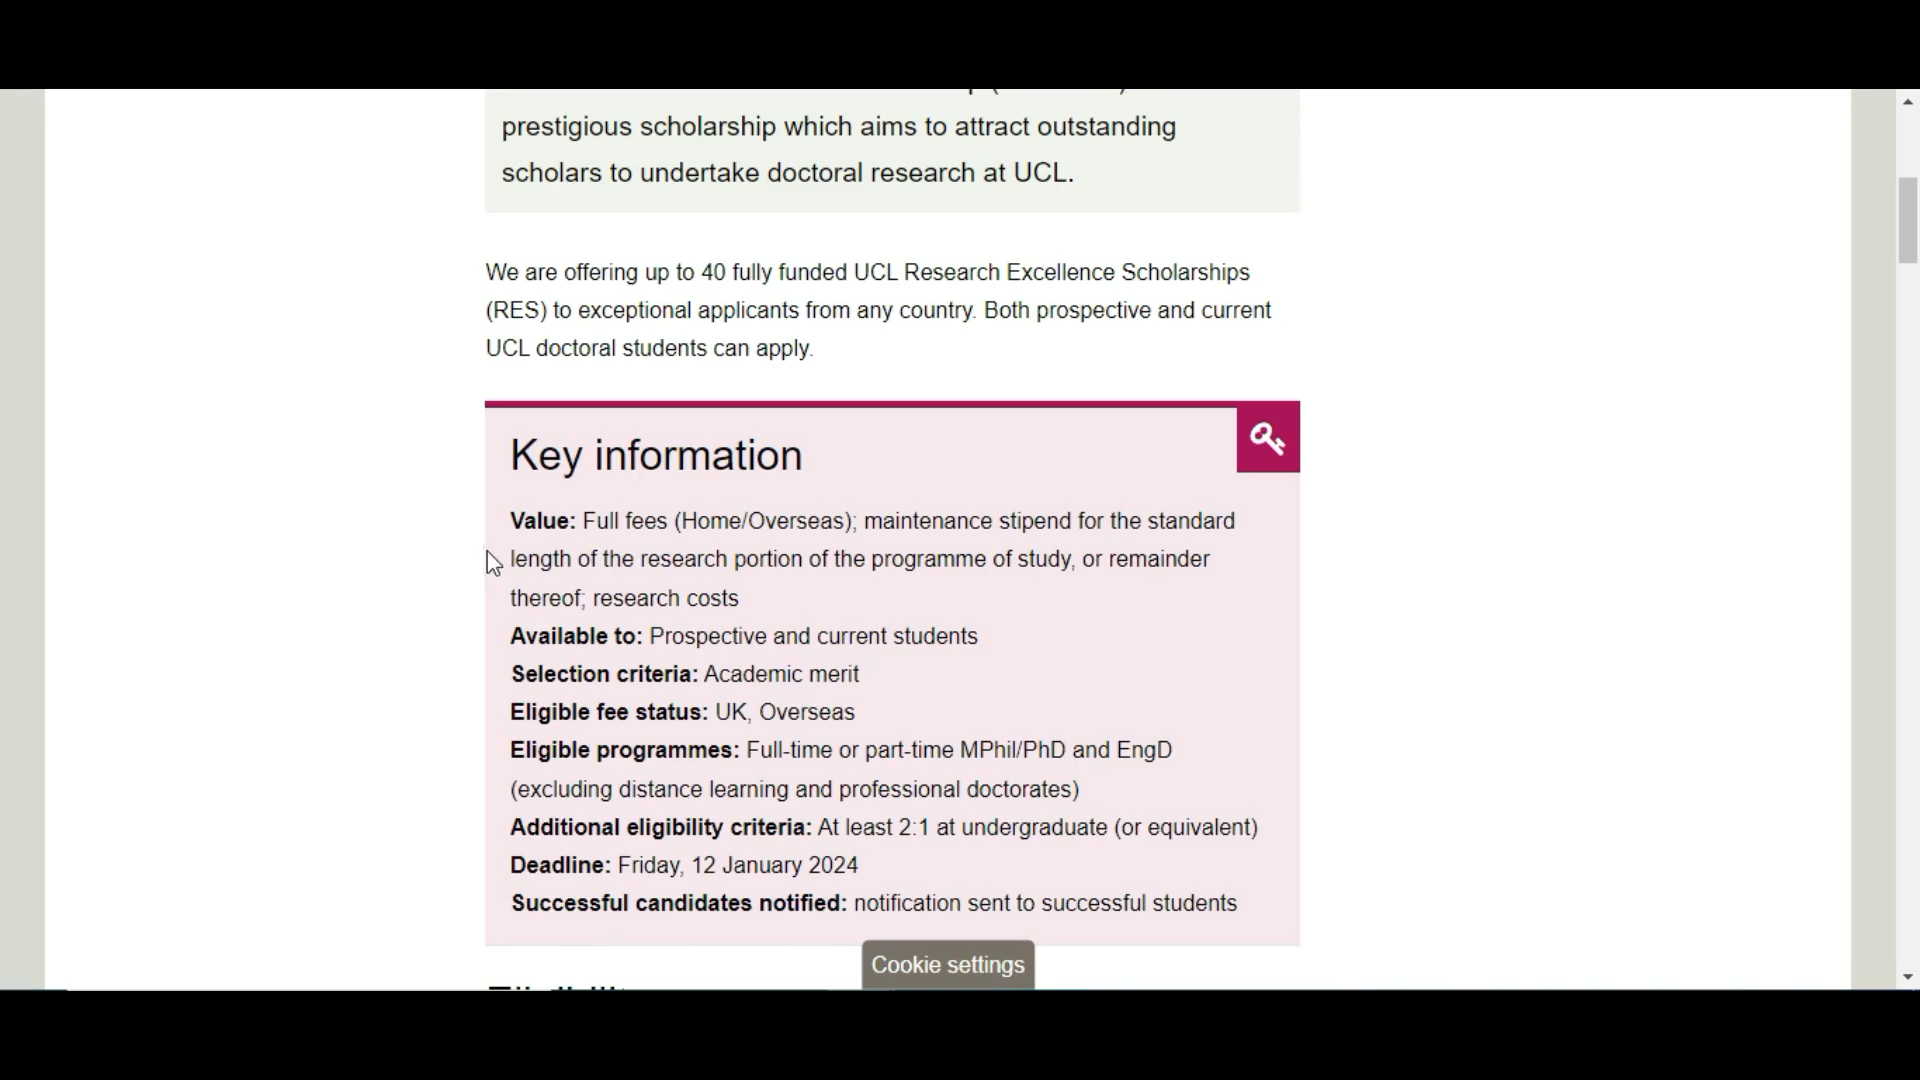 prestigious scholarship which aims to attract outstanding
scholars to undertake doctoral research at UCL.
We are offering up to 40 fully funded UCL Research Excellence Scholarships
(RES) to exceptional applicants from any country. Both prospective and current
UCL doctoral students can apply.
Key information
Value: Full fees (Home/Overseas); maintenance stipend for the standard
length of the research portion of the programme of study, or remainder
thereof; research costs
Available to: Prospective and current students
Selection criteria: Academic merit
Eligible fee status: UK, Overseas
Eligible programmes: Full-time or part-time MPhil/PhD and EngD
(excluding distance learning and professional doctorates)
Additional eligibility criteria: At least 2:1 at undergraduate (or equivalent)
Deadline: Friday, 12 January 2024
Successful candidates notified: notification sent to successful students
Cookie settings